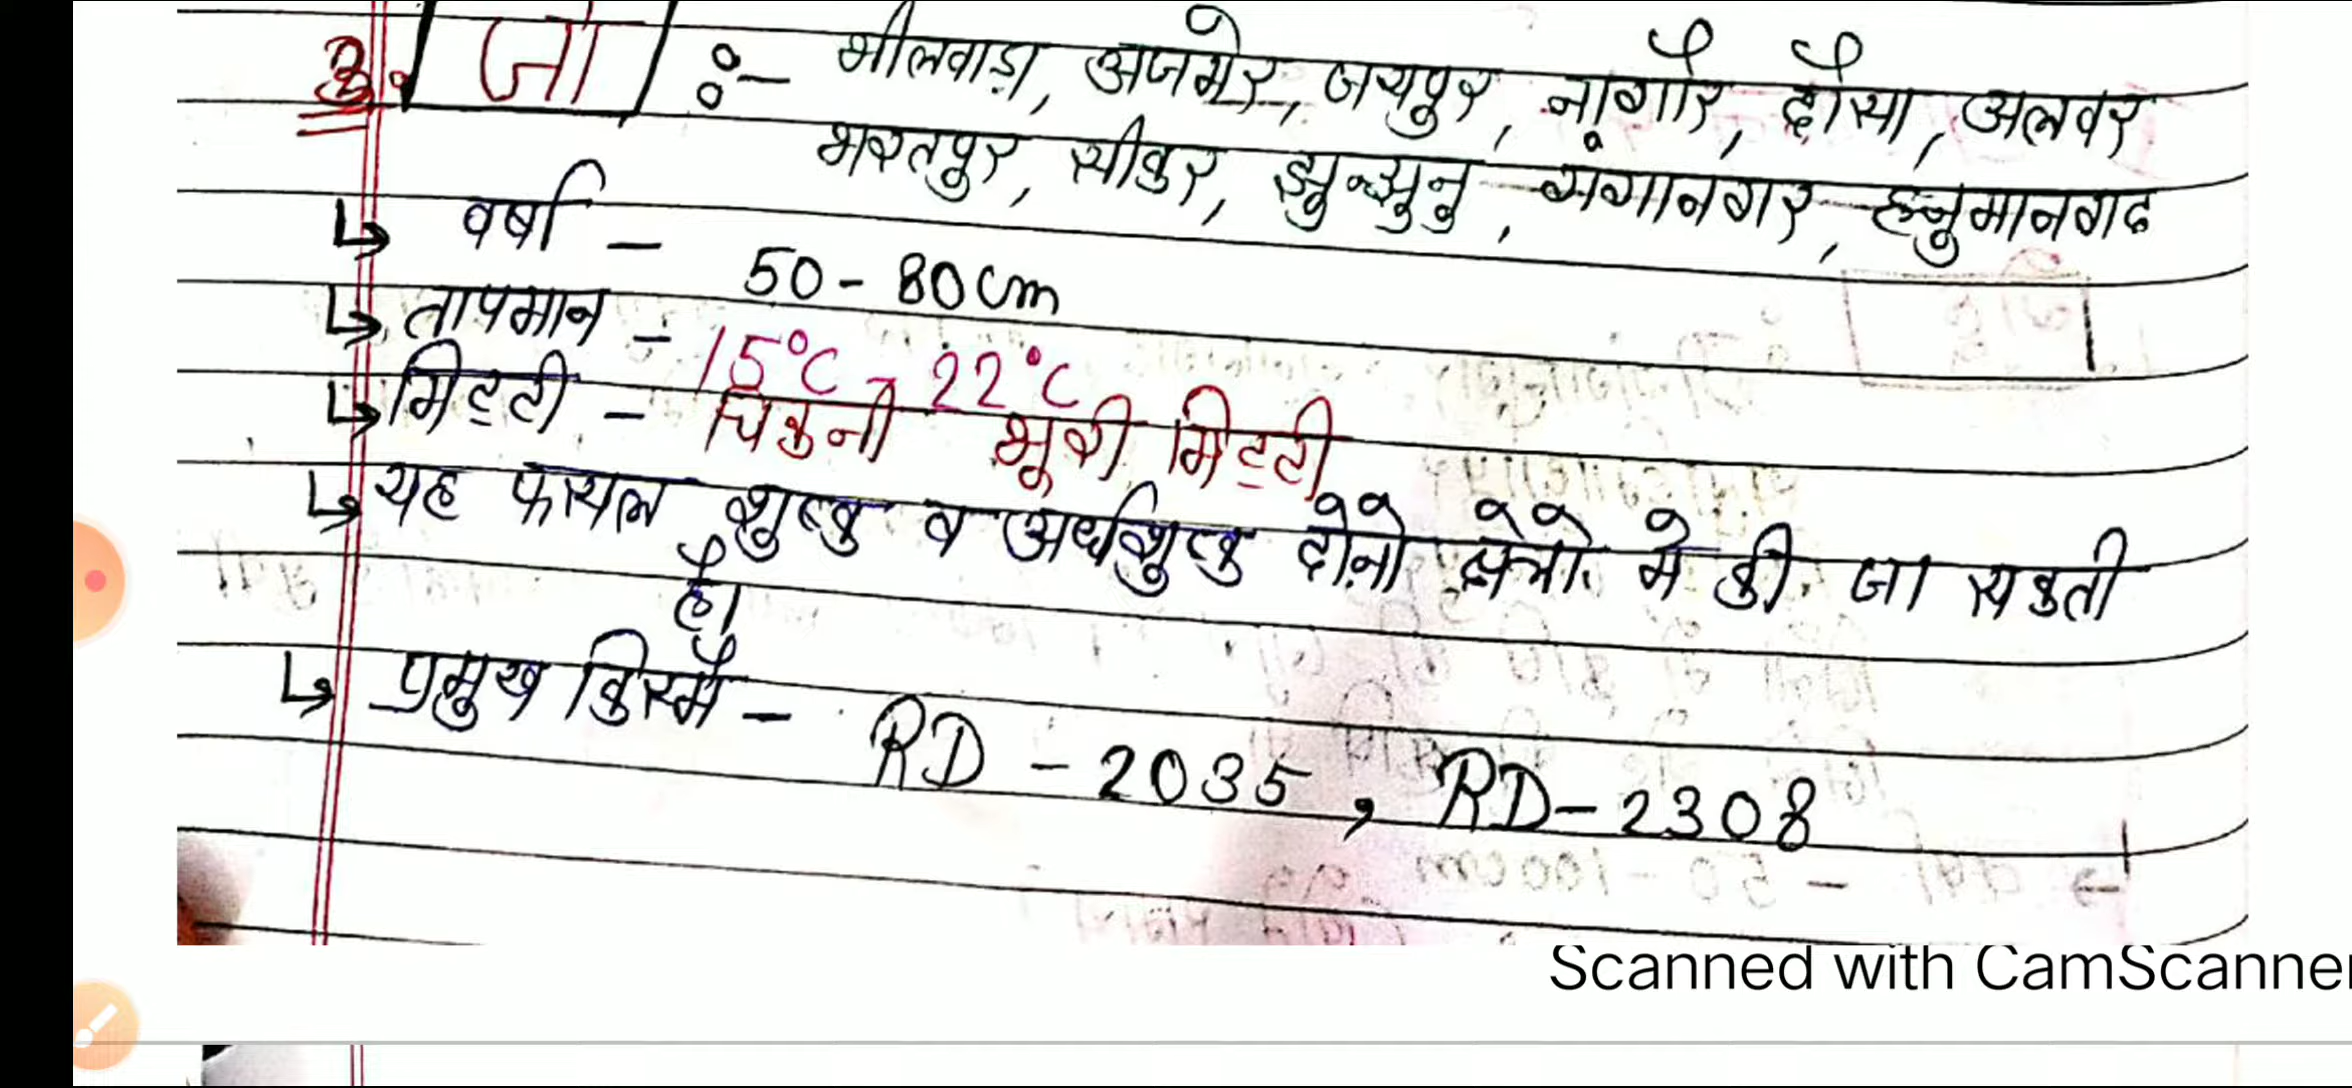 3. जौ :- भीलवाड़ा, अजमेर, जयपुर, नागौर, दौसा, अलवर
भरतपुर, सीकर, झुन्झुनु, गंगानगर, हनुमानगढ
↳ वर्षा - 50 - 80 cm
↳ तापमान - 15°C - 22°C
↳ मिट्टी - चिकनी भूरी मिट्टी
↳ यह फसल शुष्क व अर्धशुष्क दोनो क्षेत्रो में की जा सकती
है।
↳ प्रमुख किस्मै - RD - 2035, RD - 2308
Scanned with CamScanner